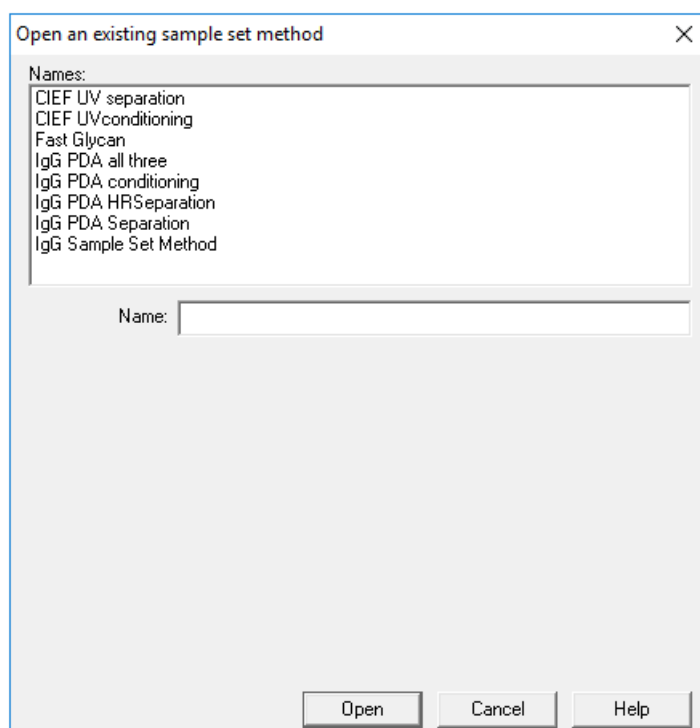 Open an existing sample set method
Names:
CIEF UV separation
CIEF UVconditioning
Fast Glycan
IgG PDA all three
IgG PDA conditioning
IgG PDA HRSeparation
IgG PDA Separation
IgG Sample Set Method
Name:
Open
Cancel
Help